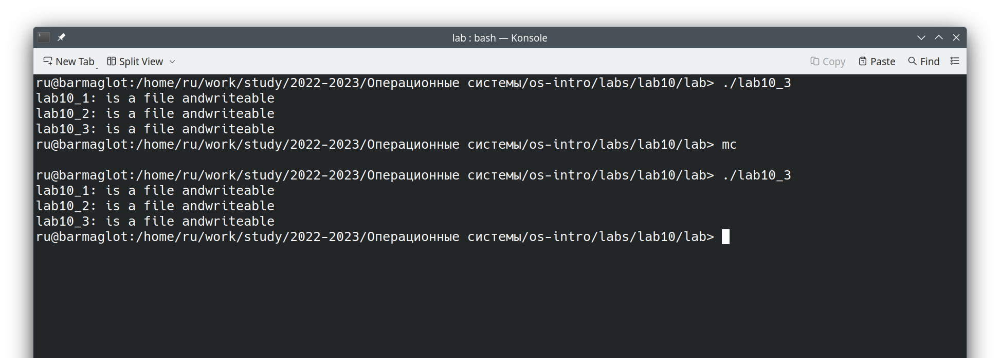 lab : bash — Konsole
New Tab Split View Copy Paste Find
ru@barmaglot:/home/ru/work/study/2022-2023/Операционные системы/os-intro/labs/lab10/lab> ./lab10_3
lab10_1: is a file andwriteable
lab10_2: is a file andwriteable
lab10_3: is a file andwriteable
ru@barmaglot:/home/ru/work/study/2022-2023/Операционные системы/os-intro/labs/lab10/lab> mc
ru@barmaglot:/home/ru/work/study/2022-2023/Операционные системы/os-intro/labs/lab10/lab> ./lab10_3
lab10_1: is a file andwriteable
lab10_2: is a file andwriteable
lab10_3: is a file andwriteable
ru@barmaglot:/home/ru/work/study/2022-2023/Операционные системы/os-intro/labs/lab10/lab>